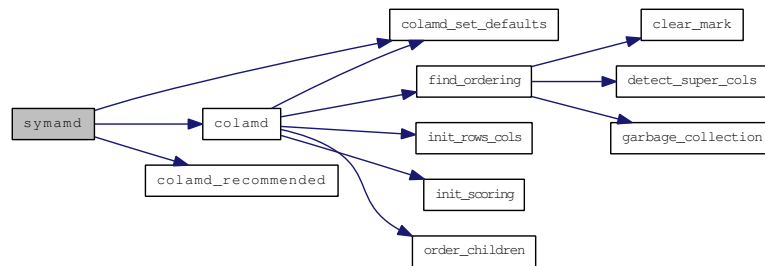 colamd_set_defaults
clear_mark
find_ordering
detect_super_cols
symamd
colamd
init_rows_cols
garbage_collection
colamd_recommended
init_scoring
order_children